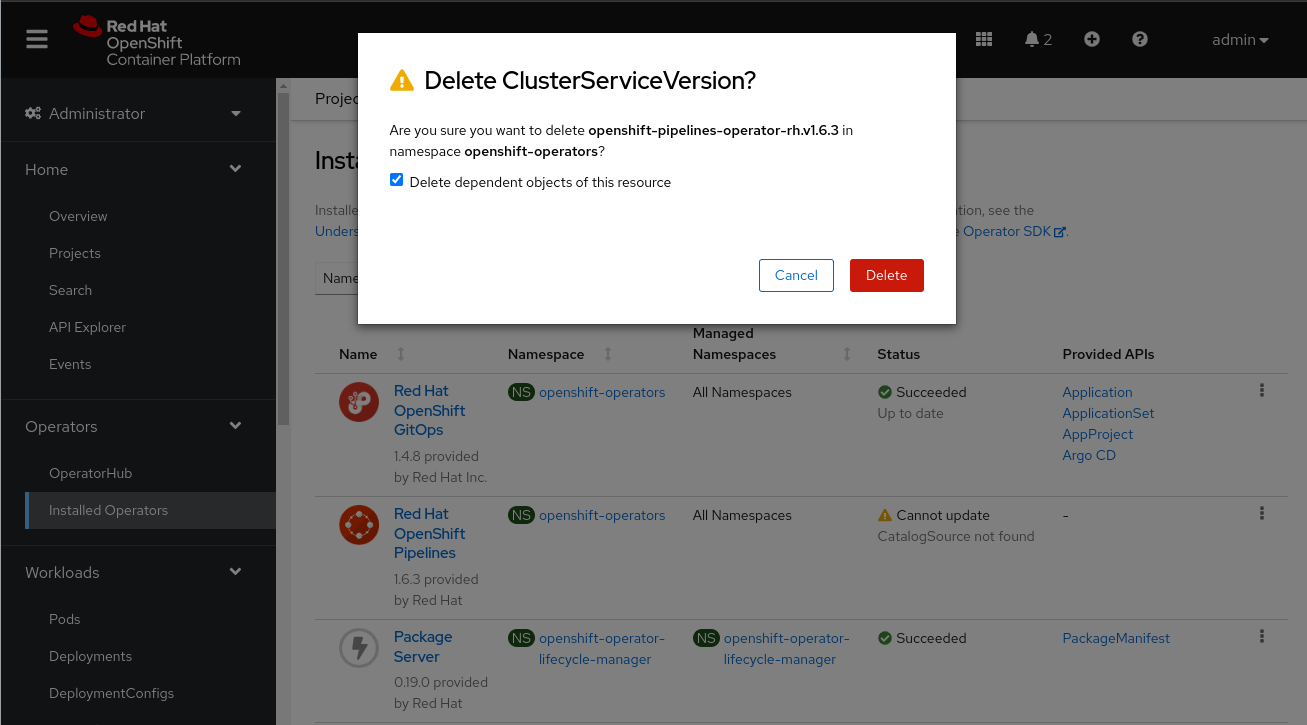 Red Hat
OpenShift
Container Platform
2
admin
Administrator
Home
Overview
Projects
Search
API Explorer
Events
Operators
OperatorHub
Installed Operators
Workloads
Pods
Deployments
DeploymentConfigs
Delete ClusterServiceVersion?
Are you sure you want to delete openshift-pipelines-operator-rh.v1.6.3 in
namespace openshift-operators?
Delete dependent objects of this resource
Cancel Delete
Projec
Insta
Installe
tion, see the
Unders
e Operator SDK
.
Name
Name Namespace Managed
Namespaces Status Provided APIs
Red Hat
OpenShift
GitOps
1.4.8 provided
by Red Hat Inc.
NS openshift-operators
All Namespaces
Succeeded
Up to date
Application
ApplicationSet
AppProject
Argo CD
Red Hat
OpenShift
Pipelines
1.6.3 provided
by Red Hat
NS openshift-operators
All Namespaces
Cannot update
CatalogSource not found
-
Package
Server
0.19.0 provided
by Red Hat
NS openshift-operator-
lifecycle-manager
NS openshift-operator-
lifecycle-manager
Succeeded
PackageManifest